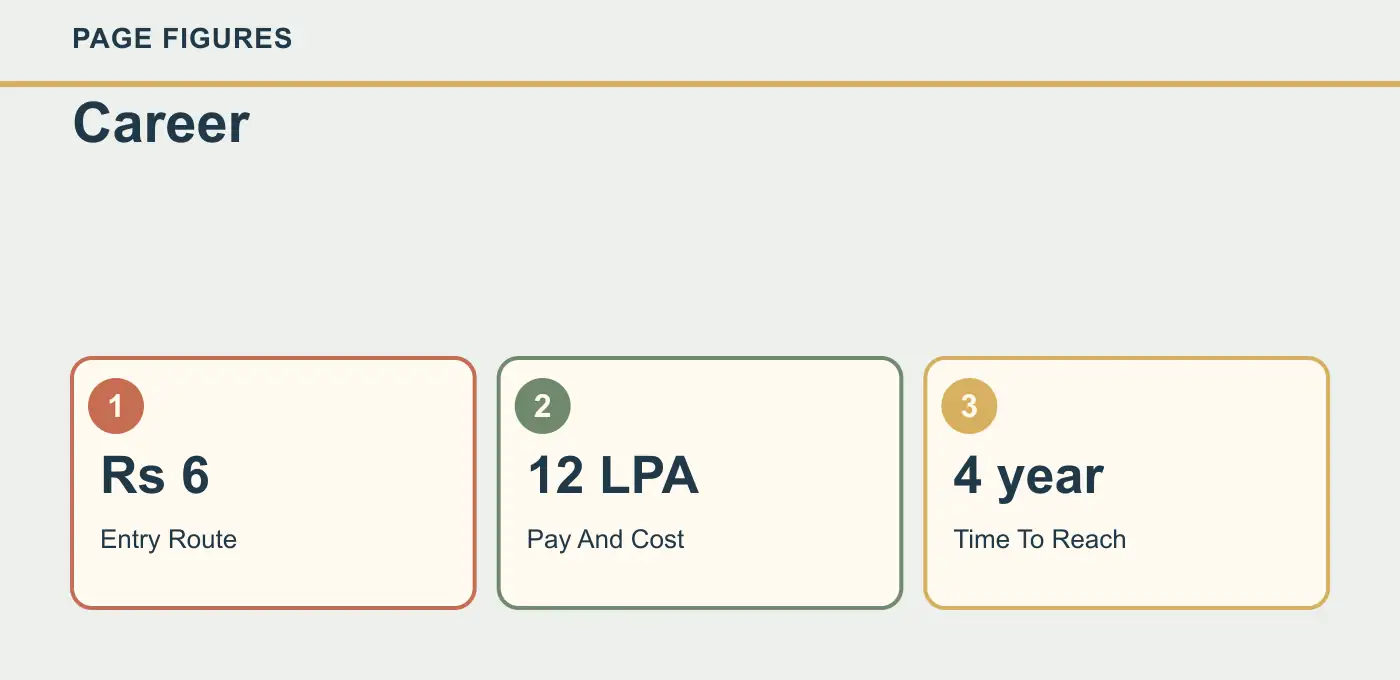 PAGE FIGURES
Career
1
Rs 6
Entry Route
2
12 LPA
Pay And Cost
3
4 year
Time To Reach